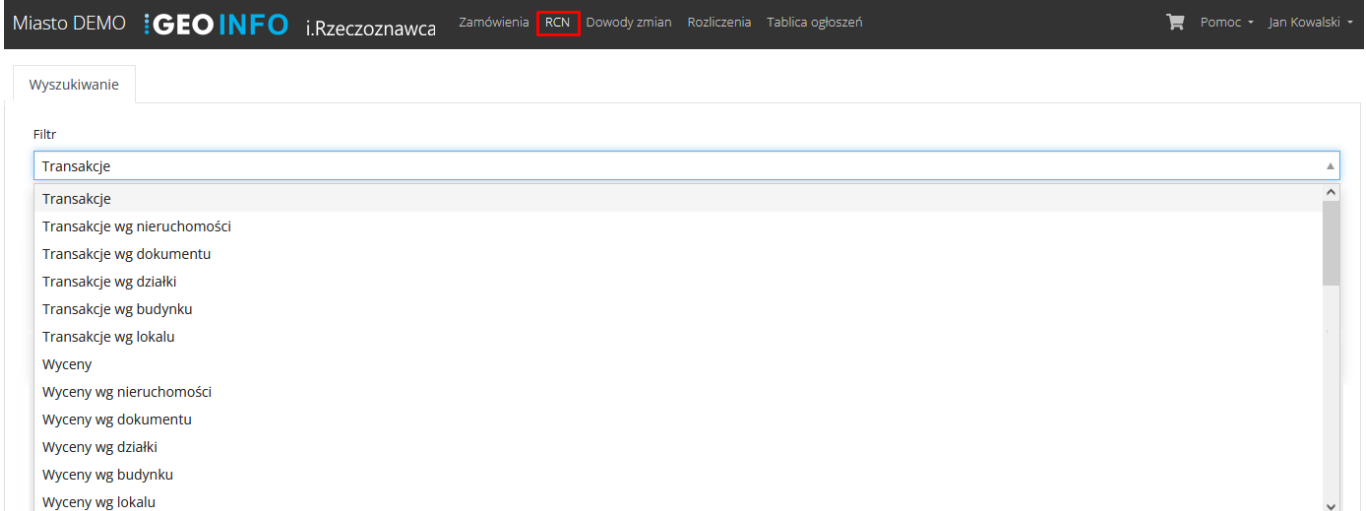 Miasto DEMO GEOINFO i.Rzeczoznawca Zamówienia RCN Dowody zmian Rozliczenia Tablica ogłoszeń Pomoc Jan Kowalski
Wyszukiwanie
Filtr
Transakcje
Transakcje
Transakcje wg nieruchomości
Transakcje wg dokumentu
Transakcje wg działki
Transakcje wg budynku
Transakcje wg lokalu
Wyceny
Wyceny wg nieruchomości
Wyceny wg dokumentu
Wyceny wg działki
Wyceny wg budynku
Wyceny wg lokalu